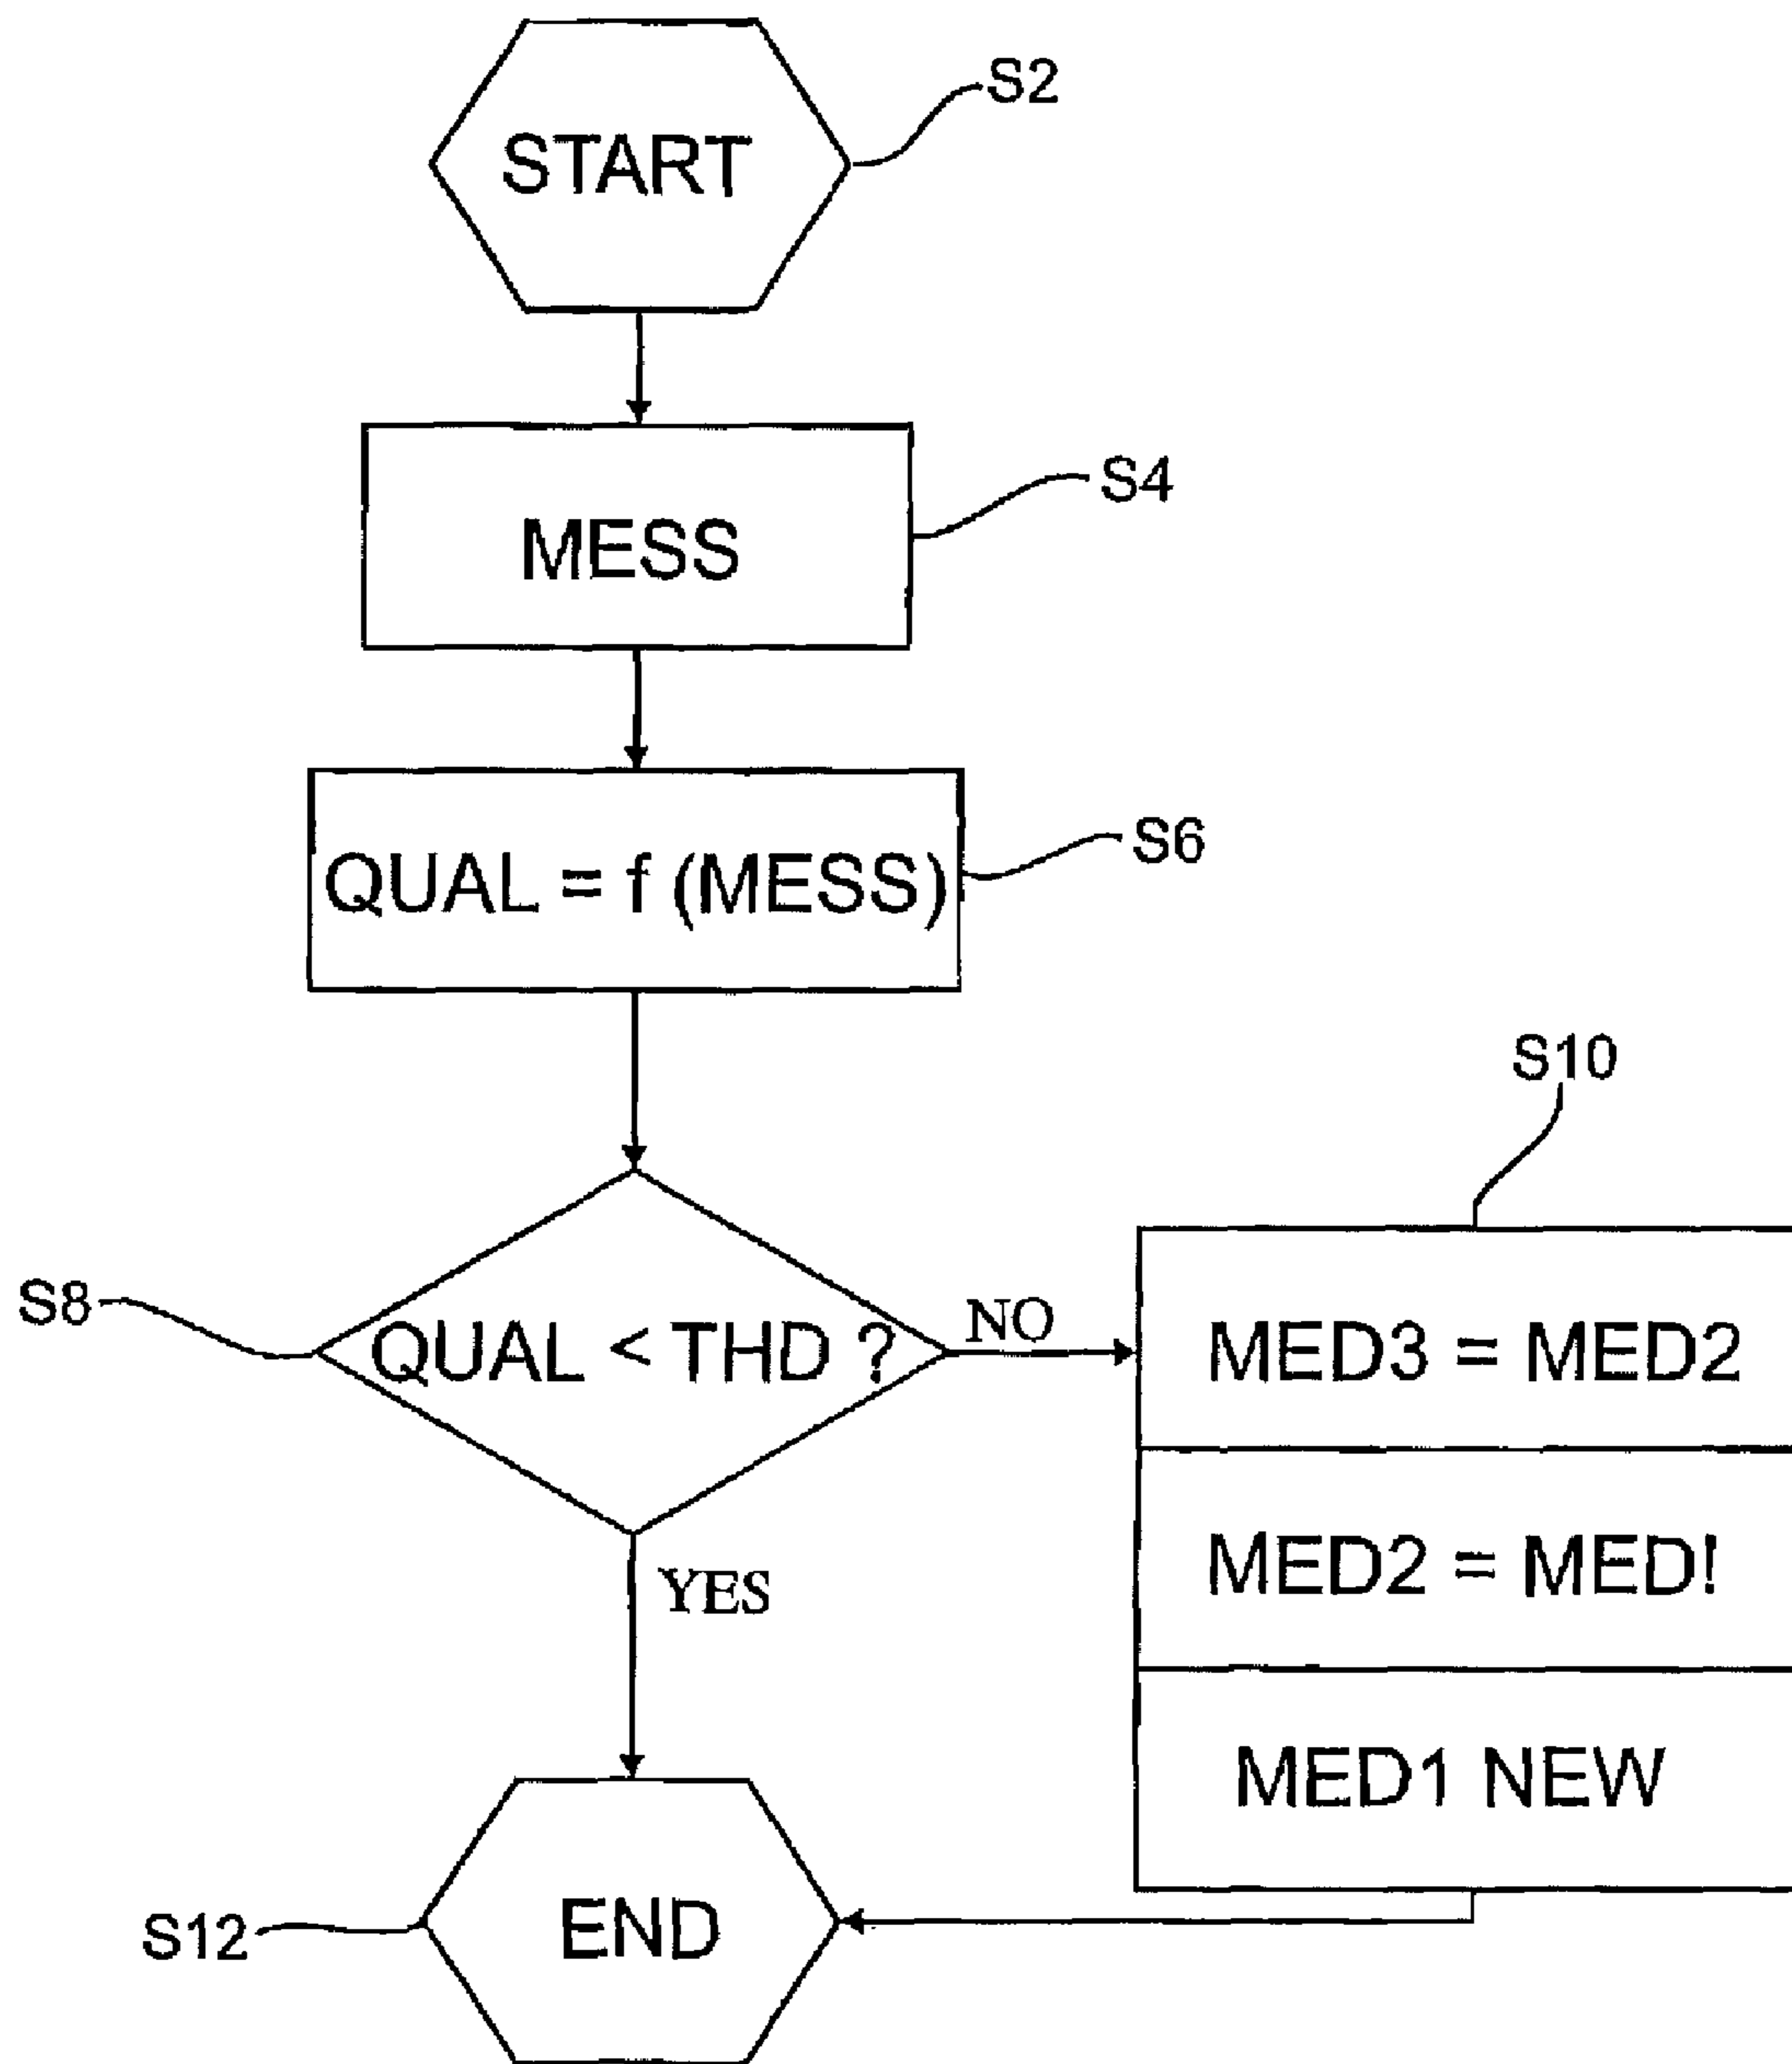 START
S2
MESS
S4
QUAL = f (MESS)
S6
S8
QUAL < THD ?
NO
YES
S10
MED3 = MED2
MED2 = MED!
MED1 NEW
S12
END